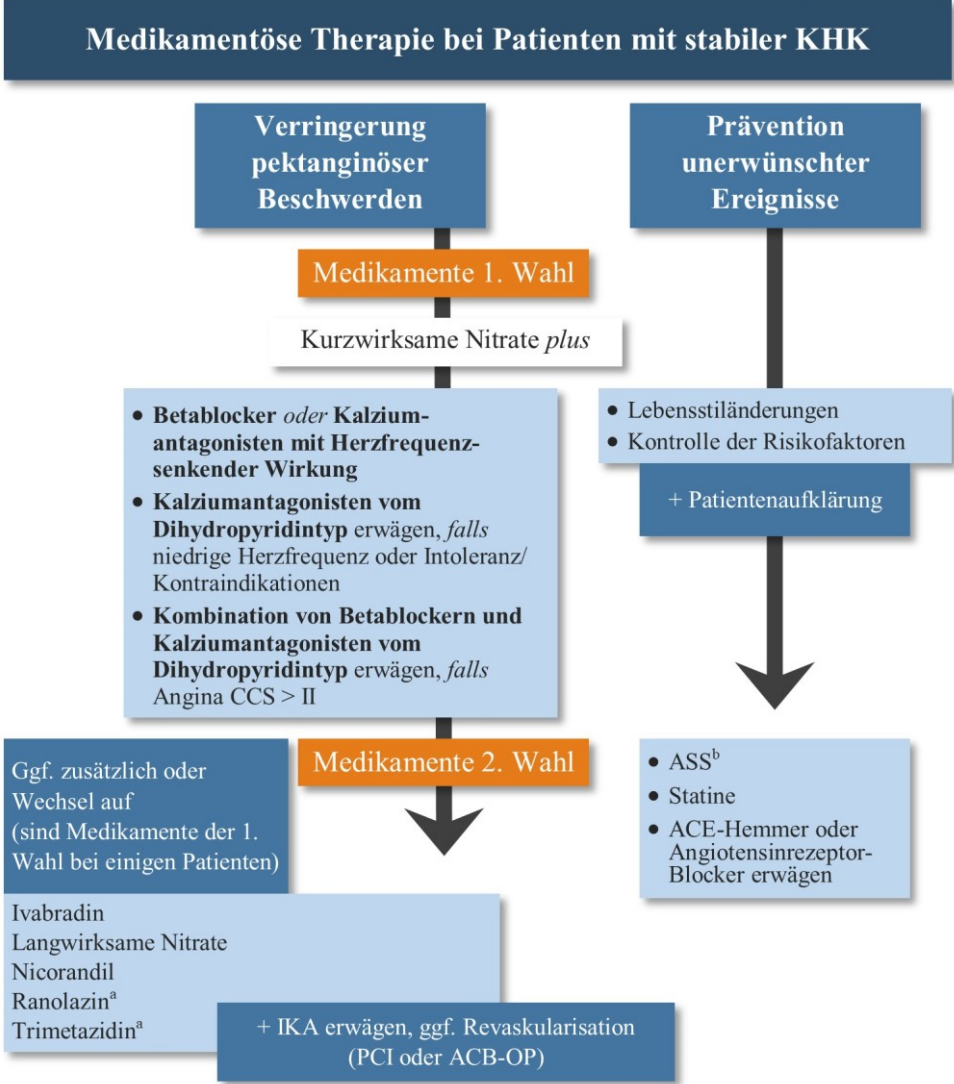 Medikamentöse Therapie bei Patienten mit stabiler KHK
Verringerung
pektanginöser
Beschwerden
Medikamente 1. Wahl
Kurzwirksame Nitrate plus
• Betablocker oder Kalzium-
antagonisten mit Herzfrequenz-
senkender Wirkung
• Kalziumantagonisten vom
Dihydropyridintyp erwägen, falls
niedrige Herzfrequenz oder Intoleranz/
Kontraindikationen
• Kombination von Betablockern und
Kalziumantagonisten vom
Dihydropyridintyp erwägen, falls
Angina CCS > II
Medikamente 2. Wahl
Ggf. zusätzlich oder
Wechsel auf
(sind Medikamente der 1.
Wahl bei einigen Patienten)
Ivabradin
Langwirksame Nitrate
Nicorandil
Ranolazinᵃ
Trimetazidinᵃ
+ IKA erwägen, ggf. Revaskularisation
(PCI oder ACB-OP)
Prävention
unerwünschter
Ereignisse
• Lebensstiländerungen
• Kontrolle der Risikofaktoren
+ Patientenaufklärung
• ASSᵇ
• Statine
• ACE-Hemmer oder
Angiotensinrezeptor-
Blocker erwägen